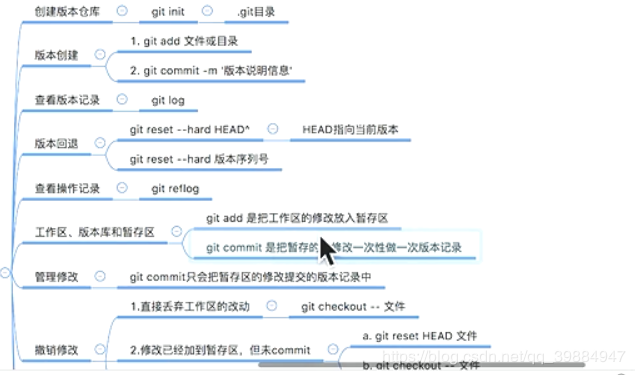 创建版本仓库 git init .git目录
版本创建
1. git add 文件或目录
2. git commit -m '版本说明信息'
查看版本记录 git log
版本回退
git reset --hard HEAD^ HEAD指向当前版本
git reset --hard 版本序列号
查看操作记录 git reflog
工作区、版本库和暂存区
git add 是把工作区的修改放入暂存区
git commit 是把暂存的 修改一次性做一次版本记录
管理修改 git commit只会把暂存区的修改提交的版本记录中
撤销修改
1.直接丢弃工作区的改动 git checkout -- 文件
2.修改已经加到暂存区，但未commit
a. git reset HEAD 文件
b. git checkout -- 文件
https://blog.csdn.net/qq_39884947